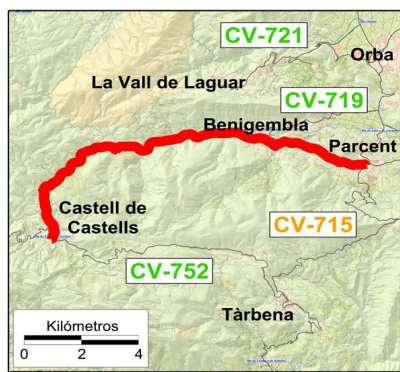 CV-721
Orba
La Vall de Laguar
CV-719
Benigembla
Parcent
Castell de
Castells
CV-715
CV-752
Tàrbena
Kilómetros
0 2 4